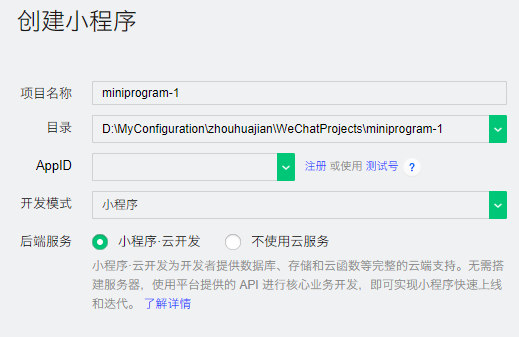 创建小程序
项目名称 miniprogram-1
目录 D:\MyConfiguration\zhouhuajian\WeChatProjects\miniprogram-1
AppID 注册 或使用 测试号 ?
开发模式 小程序
后端服务 小程序·云开发 不使用云服务
小程序·云开发为开发者提供数据库、存储和云函数等完整的云端支持。无需搭
建服务器，使用平台提供的 API 进行核心业务开发，即可实现小程序快速上线
和迭代。 了解详情